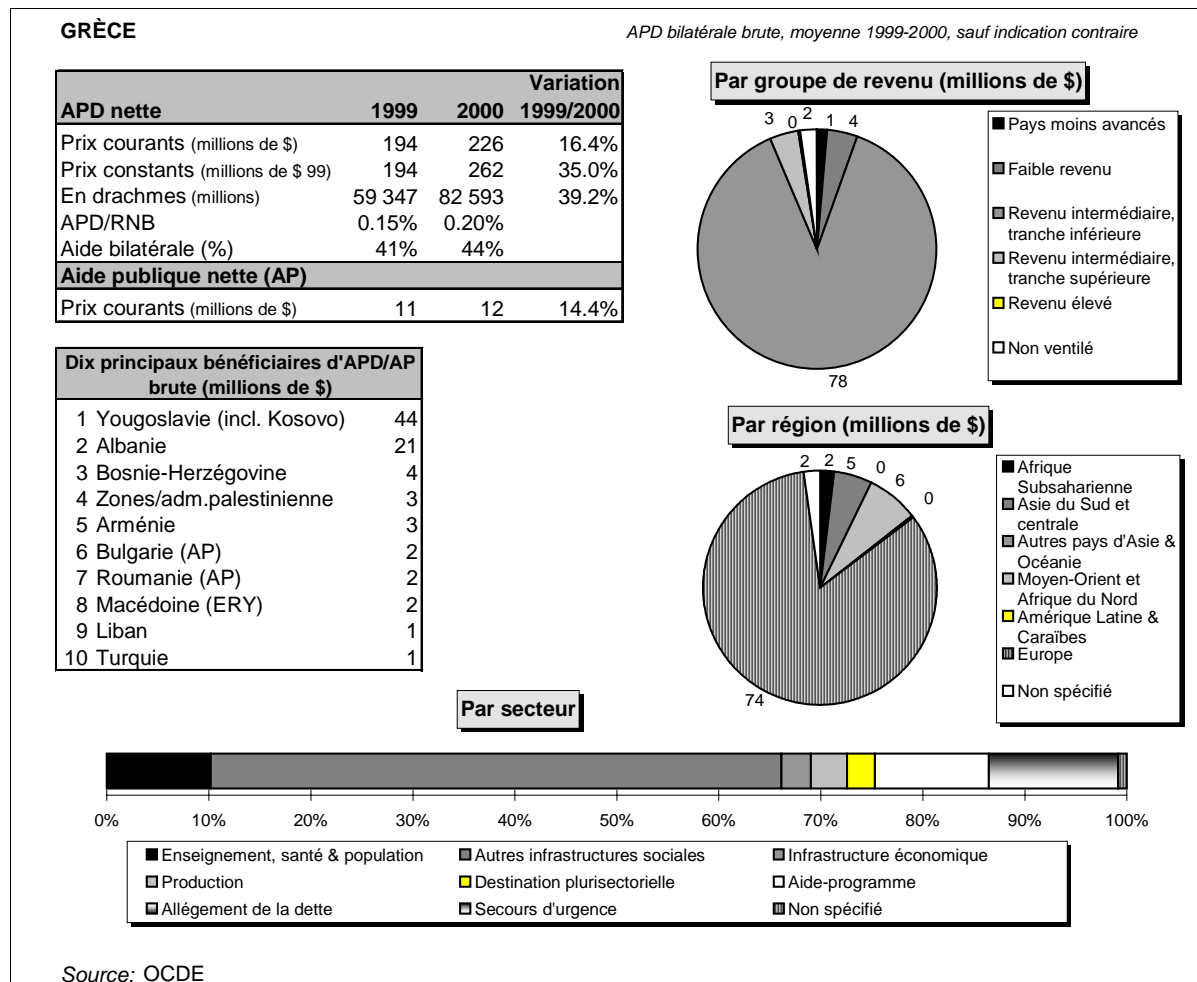 GRÈCE
APD bilatérale brute, moyenne 1999-2000, sauf indication contraire
Variation
APD nette 1999 2000 1999/2000
Prix courants (millions de $) 194 226 16.4%
Prix constants (millions de $ 99) 194 262 35.0%
En drachmes (millions) 59 347 82 593 39.2%
APD/RNB 0.15% 0.20%
Aide bilatérale (%) 41% 44%
Aide publique nette (AP)
Prix courants (millions de $) 11 12 14.4%
Par groupe de revenu (millions de $)
3 0 2 1 4
78
Pays moins avancés
Faible revenu
Revenu intermédiaire,
tranche inférieure
Revenu intermédiaire,
tranche supérieure
Revenu élevé
Non ventilé
Dix principaux bénéficiaires d'APD/AP
brute (millions de $)
1 Yougoslavie (incl. Kosovo) 44
2 Albanie 21
3 Bosnie-Herzégovine 4
4 Zones/adm.palestinienne 3
5 Arménie 3
6 Bulgarie (AP) 2
7 Roumanie (AP) 2
8 Macédoine (ERY) 2
9 Liban 1
10 Turquie 1
Par région (millions de $)
2 2 5 0 6 0
74
Afrique
Subsaharienne
Asie du Sud et
centrale
Autres pays d'Asie &
Océanie
Moyen-Orient et
Afrique du Nord
Amérique Latine &
Caraïbes
Europe
Non spécifié
Par secteur
0% 10% 20% 30% 40% 50% 60% 70% 80% 90% 100%
Enseignement, santé & population Autres infrastructures sociales Infrastructure économique
Production Destination plurisectorielle Aide-programme
Allégement de la dette Secours d'urgence Non spécifié
Source: OCDE